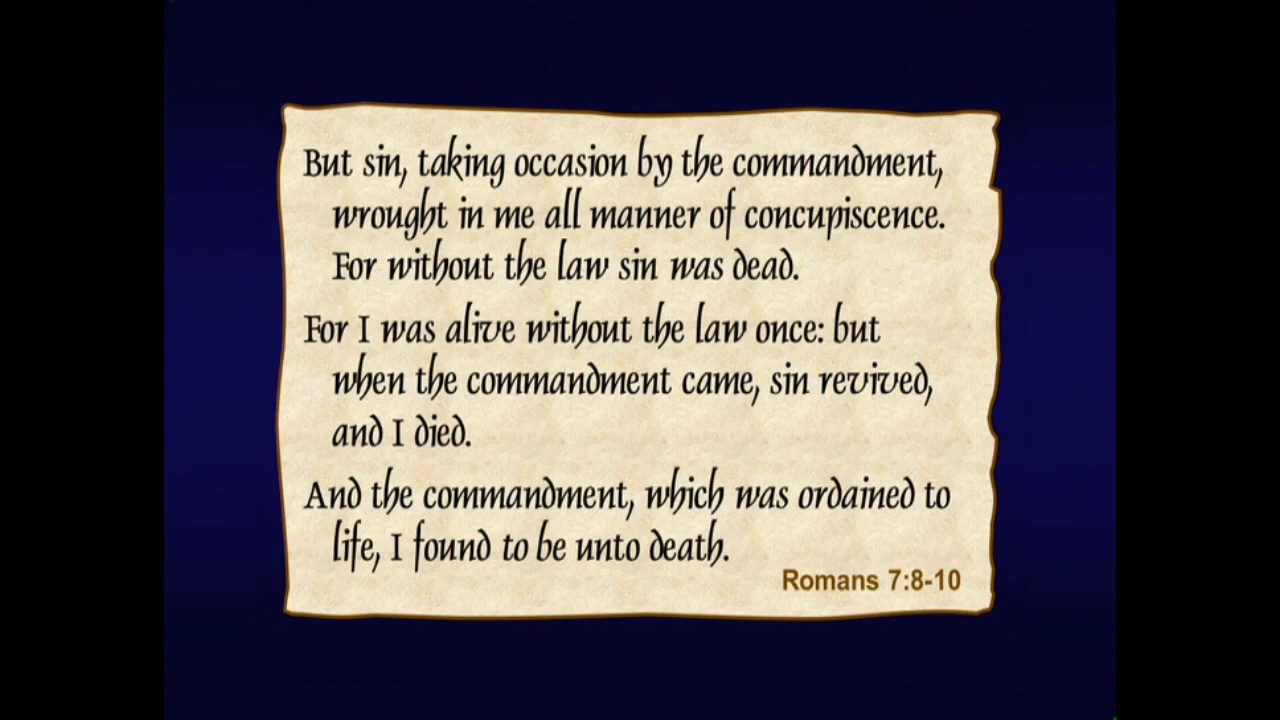 But sin, taking occasion by the commandment,
wrought in me all manner of concupiscence.
For without the law sin was dead.
For I was alive without the law once: but
when the commandment came, sin revived,
and I died.
And the commandment, which was ordained to
life, I found to be unto death.
Romans 7:8-10